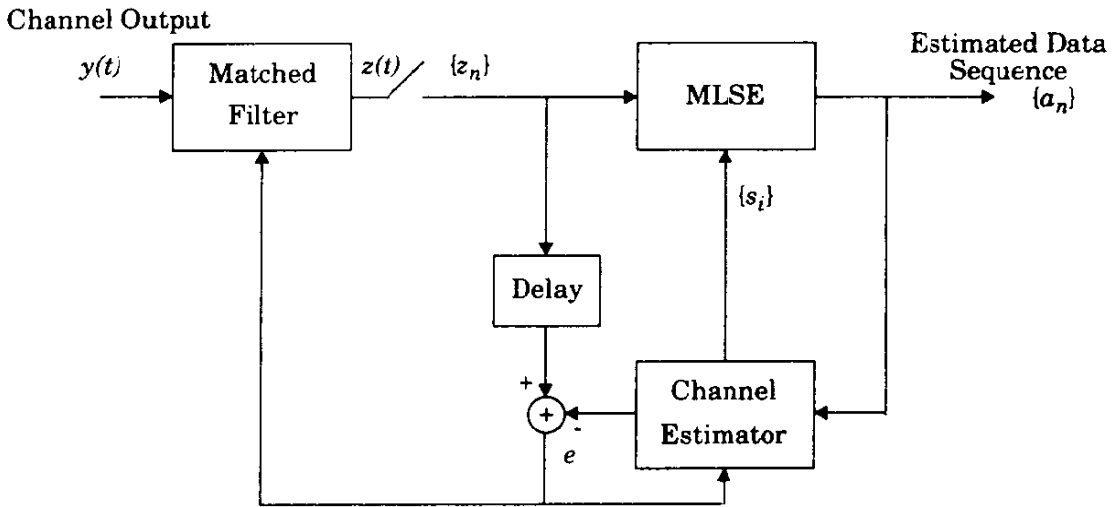 Channel Output
y(t)
Matched
Filter
z(t)
{z_n}
MLSE
Estimated Data
Sequence
{a_n}
{s_i}
Delay
+
+
-
e
Channel
Estimator